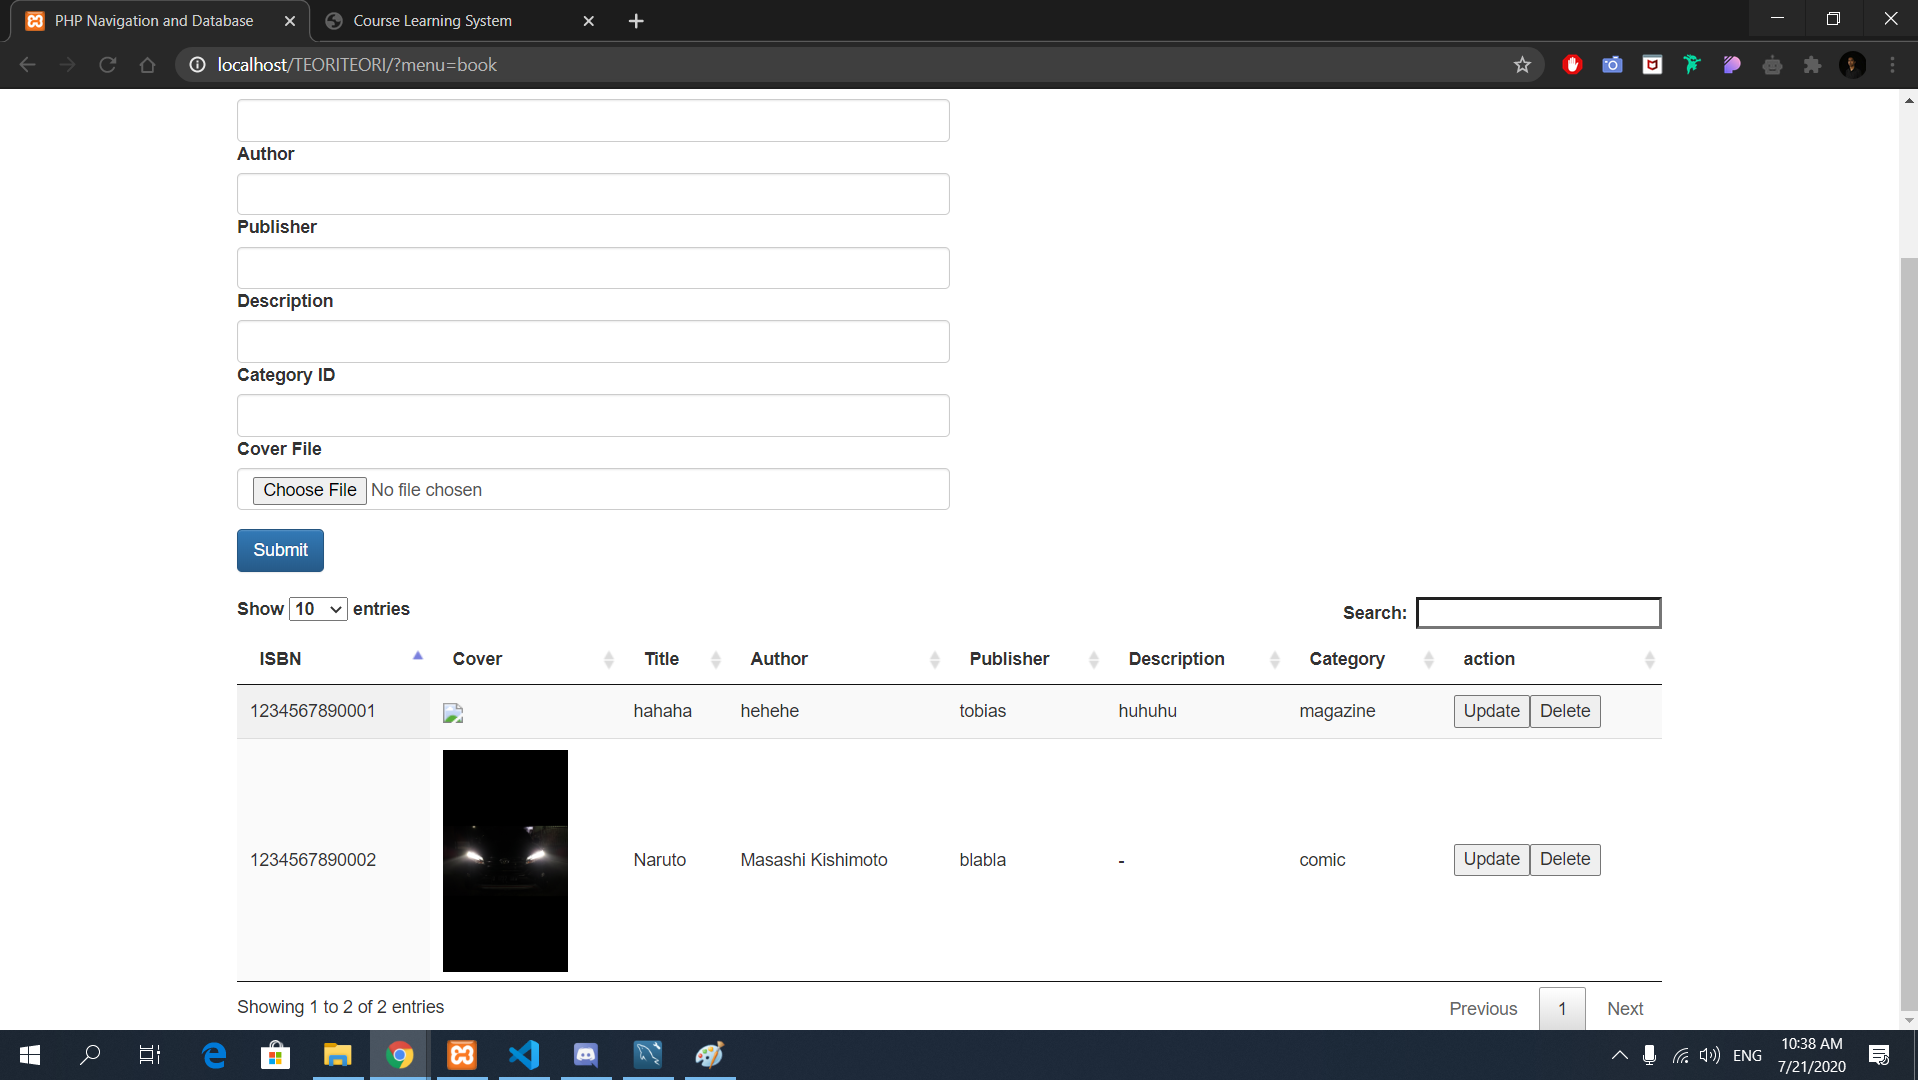 PHP Navigation and Database
Course Learning System
localhost/TEORITEORI/?menu=book
Author
Publisher
Description
Category ID
Cover File
Choose File No file chosen
Submit
Show 10 entries
Search:
ISBN Cover Title Author Publisher Description Category action
1234567890001 hahaha hehehe tobias huhuhu magazine Update Delete
1234567890002 Naruto Masashi Kishimoto blabla - comic Update Delete
Showing 1 to 2 of 2 entries
Previous 1 Next
ENG
10:38 AM
7/21/2020